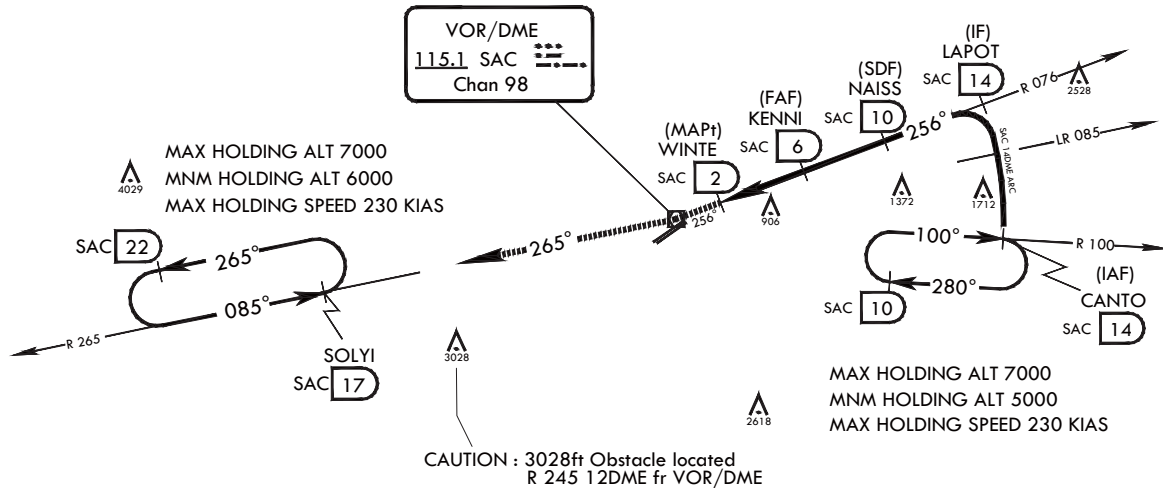 VOR/DME
115.1 SAC
Chan 98
(IF)
LAPOT
SAC 14
R 076
2528
(SDF)
NAISS
SAC 10
256°
LR 085
SAC 14DME ARC
(FAF)
KENNI
SAC 6
(MAPt)
WINTE
SAC 2
906
1372
1712
256°
265°
4029
MAX HOLDING ALT 7000
MNM HOLDING ALT 6000
MAX HOLDING SPEED 230 KIAS
SAC 22
265°
085°
R 265
SOLYI
SAC 17
100°
280°
R 100
SAC 10
(IAF)
CANTO
SAC 14
3028
2618
MAX HOLDING ALT 7000
MNM HOLDING ALT 5000
MAX HOLDING SPEED 230 KIAS
CAUTION : 3028ft Obstacle located
R 245 12DME fr VOR/DME